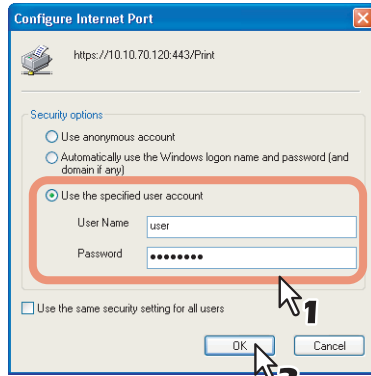 Configure Internet Port
https://10.10.70.120:443/Print
Security options
Use anonymous account
Automatically use the Windows logon name and password (and
domain if any)
Use the specified user account
User Name user
Password ••••••••
1
Use the same security setting for all users
OK Cancel
2